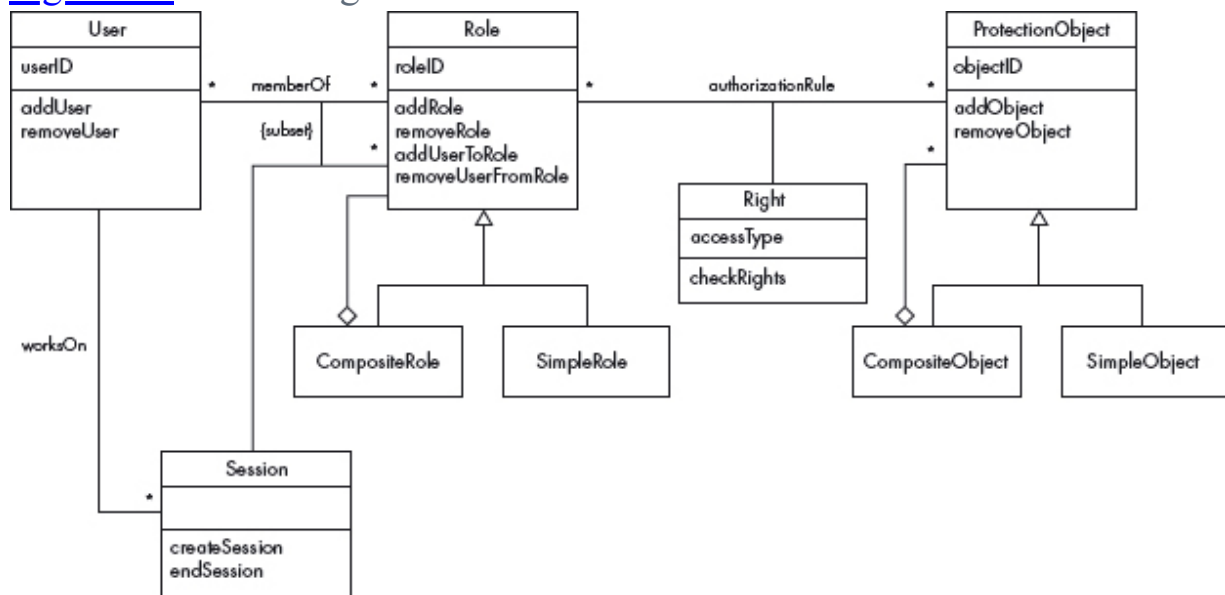 User
userID
addUser
removeUser
* memberOf *
{subset}
*
Role
roleID
addRole
removeRole
addUserToRole
removeUserFromRole
* authorizationRule *
ProtectionObject
objectID
addObject
removeObject
*
Right
accessType
checkRights
CompositeRole
SimpleRole
CompositeObject
SimpleObject
worksOn
*
Session
createSession
endSession